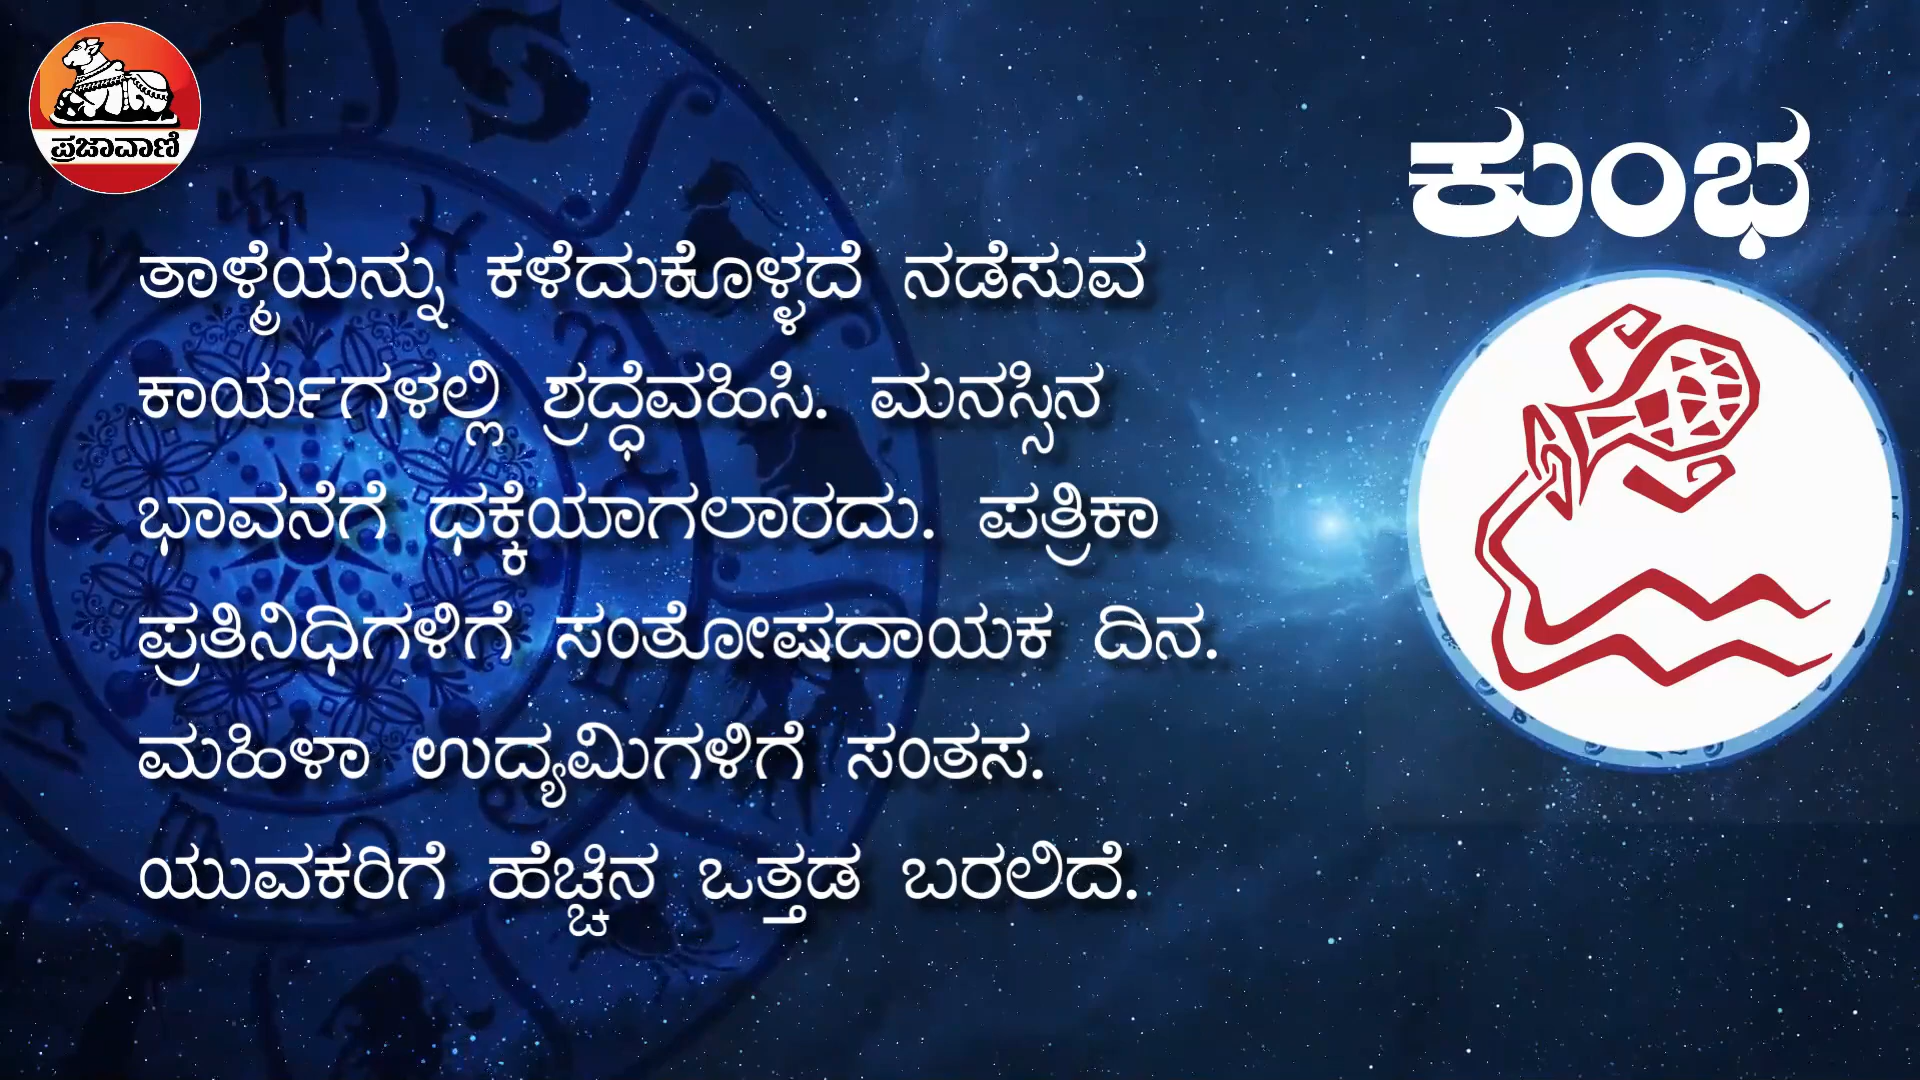 ಪ್ರಜಾವಾಣಿ
ಕುಂಭ
ತಾಳ್ಮೆಯನ್ನು ಕಳೆದುಕೊಳ್ಳದೆ ನಡೆಸುವ
ಕಾರ್ಯಗಳಲ್ಲಿ ಶ್ರದ್ಧೆವಹಿಸಿ. ಮನಸ್ಸಿನ
ಭಾವನೆಗೆ ಧಕ್ಕೆಯಾಗಲಾರದು. ಪತ್ರಿಕಾ
ಪ್ರತಿನಿಧಿಗಳಿಗೆ ಸಂತೋಷದಾಯಕ ದಿನ.
ಮಹಿಳಾ ಉದ್ಯಮಿಗಳಿಗೆ ಸಂತಸ.
ಯುವಕರಿಗೆ ಹೆಚ್ಚಿನ ಒತ್ತಡ ಬರಲಿದೆ.